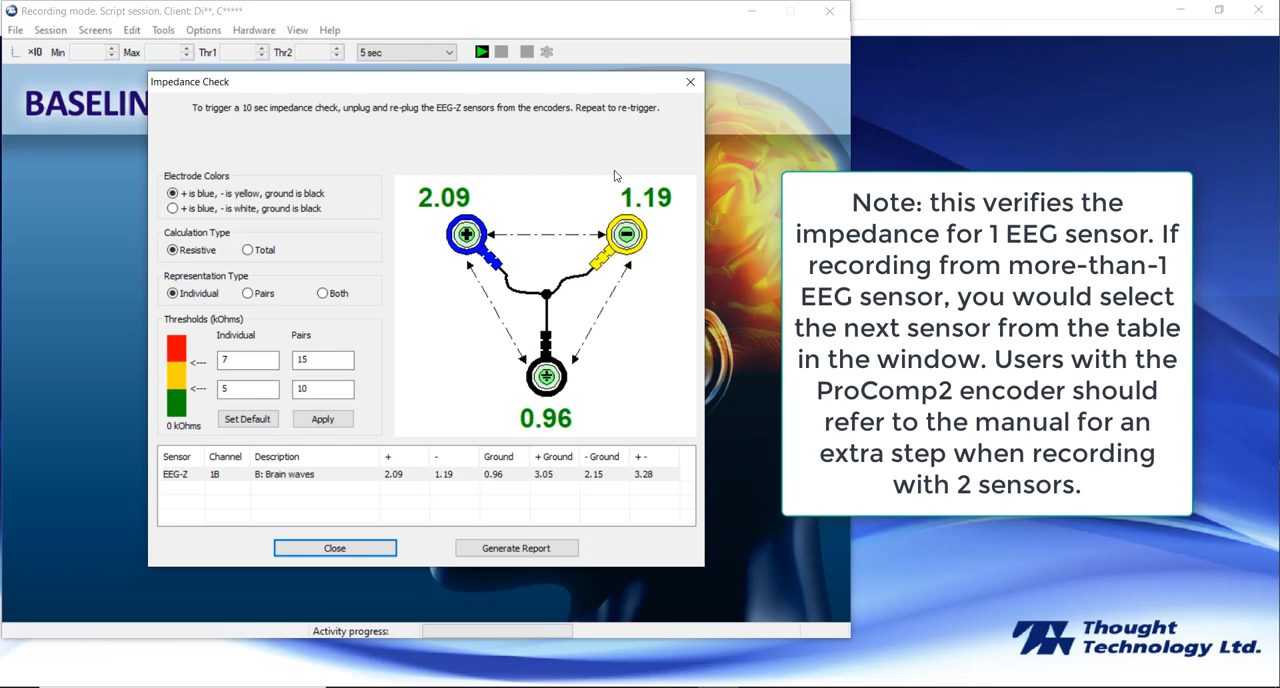 Recording mode. Script session. Client: Di**, C*****
File Session Screens Edit Tools Options Hardware View Help
×10 Min Max Thr1 Thr2 5 sec
BASELIN
Impedance Check
To trigger a 10 sec impedance check, unplug and re-plug the EEG-Z sensors from the encoders. Repeat to re-trigger.
Electrode Colors
+ is blue, - is yellow, ground is black
+ is blue, - is white, ground is black
Calculation Type
Resistive Total
Representation Type
Individual Pairs Both
Thresholds (kOhms)
Individual Pairs
<--- 7 15
<--- 5 10
0 kOhms Set Default Apply
2.09 1.19
+ −
0.96
Sensor Channel Description + - Ground + Ground - Ground + -
EEG-Z 1B B: Brain waves 2.09 1.19 0.96 3.05 2.15 3.28
Close Generate Report
Activity progress:
Note: this verifies the
impedance for 1 EEG sensor. If
recording from more-than-1
EEG sensor, you would select
the next sensor from the table
in the window. Users with the
ProComp2 encoder should
refer to the manual for an
extra step when recording
with 2 sensors.
Thought
Technology Ltd.